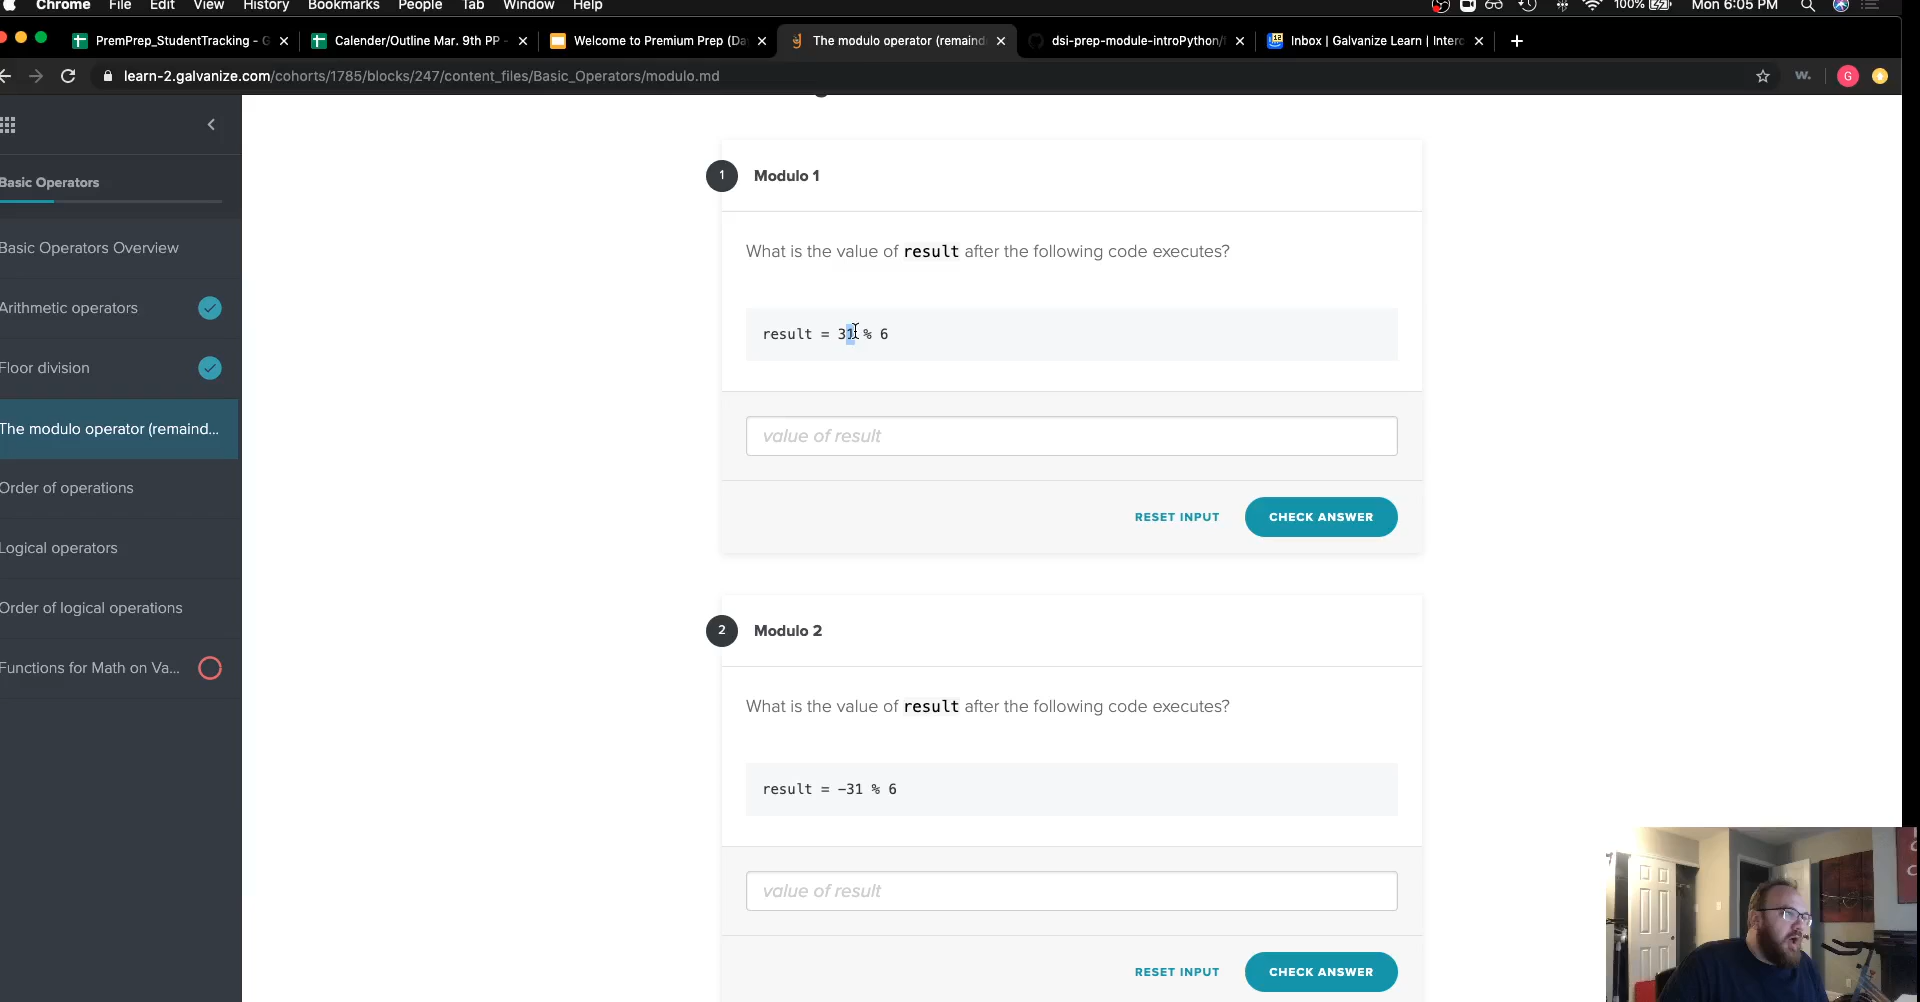 Chrome File Edit View History Bookmarks People Tab Window Help 100% Mon 6:05 PM
PremPrep_StudentTracking - G Calender/Outline Mar. 9th PP - Welcome to Premium Prep (Da The modulo operator (remaind dsi-prep-module-introPython/ Inbox | Galvanize Learn | Interc
learn-2.galvanize.com/cohorts/1785/blocks/247/content_files/Basic_Operators/modulo.md w. G
Basic Operators
Basic Operators Overview
Arithmetic operators
Floor division
The modulo operator (remaind...
Order of operations
Logical operators
Order of logical operations
Functions for Math on Va...
1 Modulo 1
What is the value of result after the following code executes?
result = 31 % 6
value of result
RESET INPUT CHECK ANSWER
2 Modulo 2
What is the value of result after the following code executes?
result = -31 % 6
value of result
RESET INPUT CHECK ANSWER